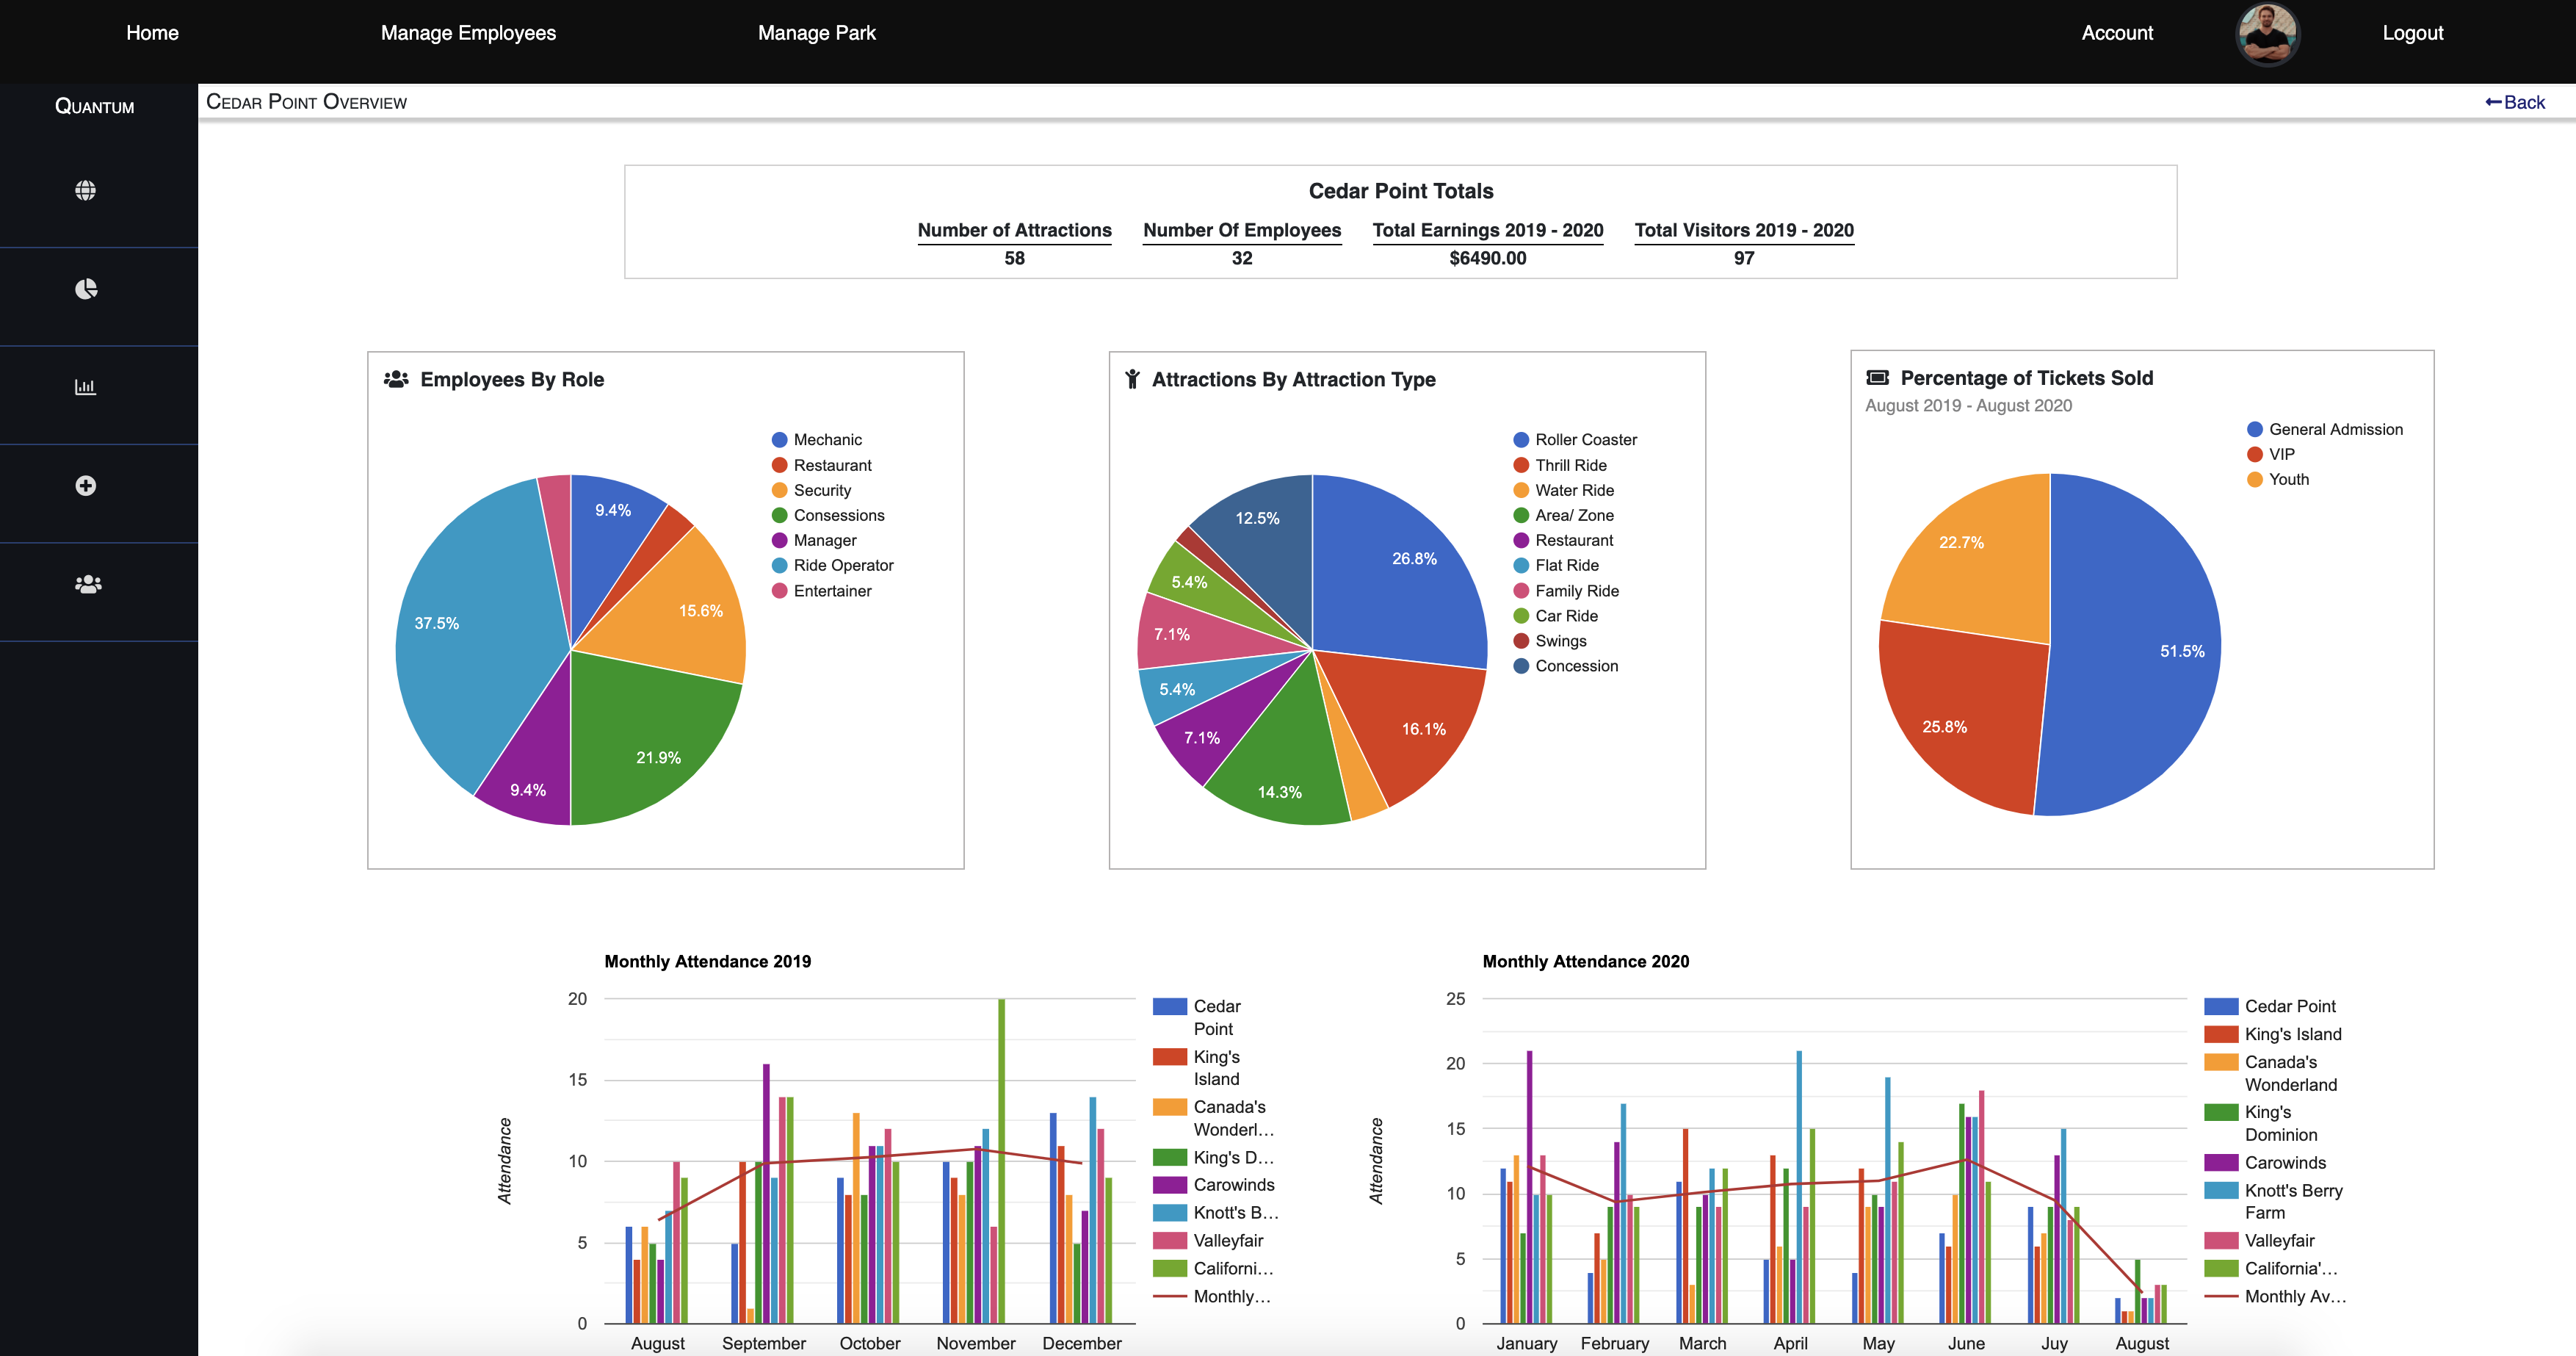 Home
Manage Employees
Manage Park
Account
Logout
QUANTUM
CEDAR POINT OVERVIEW
Back
Cedar Point Totals
Number of Attractions
58
Number Of Employees
32
Total Earnings 2019 - 2020
$6490.00
Total Visitors 2019 - 2020
97
Employees By Role
Mechanic
Restaurant
Security
Consessions
Manager
Ride Operator
Entertainer
9.4%
15.6%
21.9%
9.4%
37.5%
Attractions By Attraction Type
Roller Coaster
Thrill Ride
Water Ride
Area/ Zone
Restaurant
Flat Ride
Family Ride
Car Ride
Swings
Concession
26.8%
16.1%
14.3%
7.1%
5.4%
7.1%
5.4%
12.5%
Percentage of Tickets Sold
August 2019 - August 2020
General Admission
VIP
Youth
51.5%
25.8%
22.7%
Monthly Attendance 2019
20
15
10
5
0
Attendance
August
September
October
November
December
Cedar
Point
King's
Island
Canada's
Wonderl...
King's D...
Carowinds
Knott's B...
Valleyfair
Californi...
Monthly...
Monthly Attendance 2020
25
20
15
10
5
0
Attendance
January
February
March
April
May
June
Juy
August
Cedar Point
King's Island
Canada's
Wonderland
King's
Dominion
Carowinds
Knott's Berry
Farm
Valleyfair
California'...
Monthly Av...